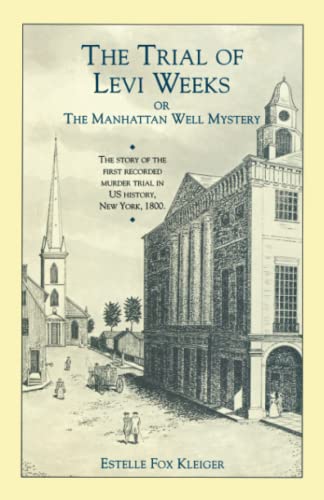 THE TRIAL OF
LEVI WEEKS
OR
THE MANHATTAN WELL MYSTERY
THE STORY OF THE
FIRST RECORDED
MURDER TRIAL IN
US HISTORY,
NEW YORK, 1800.
ESTELLE FOX KLEIGER